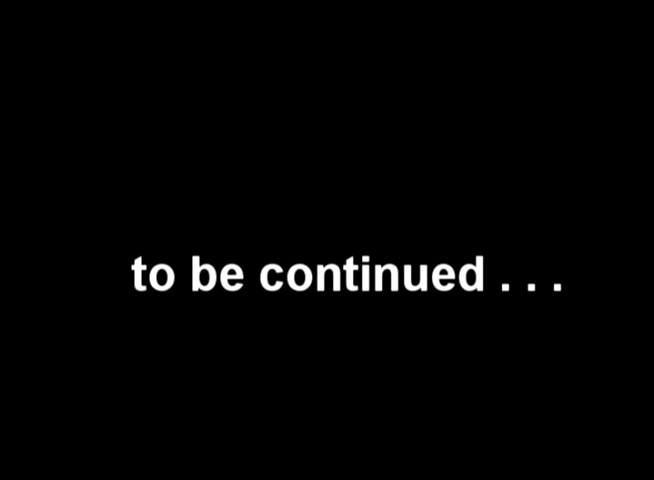 to be continued . . .